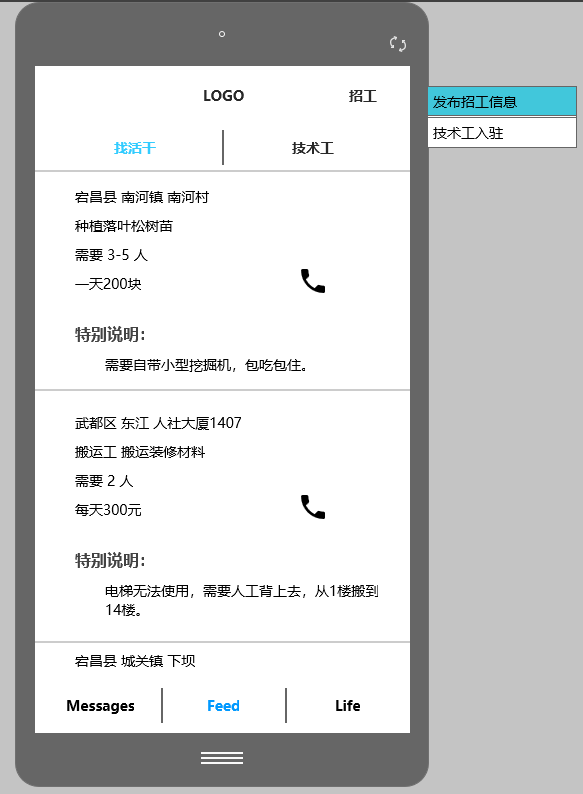 LOGO 招工
发布招工信息
技术工入驻
找活干 技术工
宕昌县 南河镇 南河村
种植落叶松树苗
需要 3-5 人
一天200块
特别说明：
需要自带小型挖掘机，包吃包住。
武都区 东江 人社大厦1407
搬运工 搬运装修材料
需要 2 人
每天300元
特别说明：
电梯无法使用，需要人工背上去，从1楼搬到
14楼。
宕昌县 城关镇 下坝
Messages Feed Life